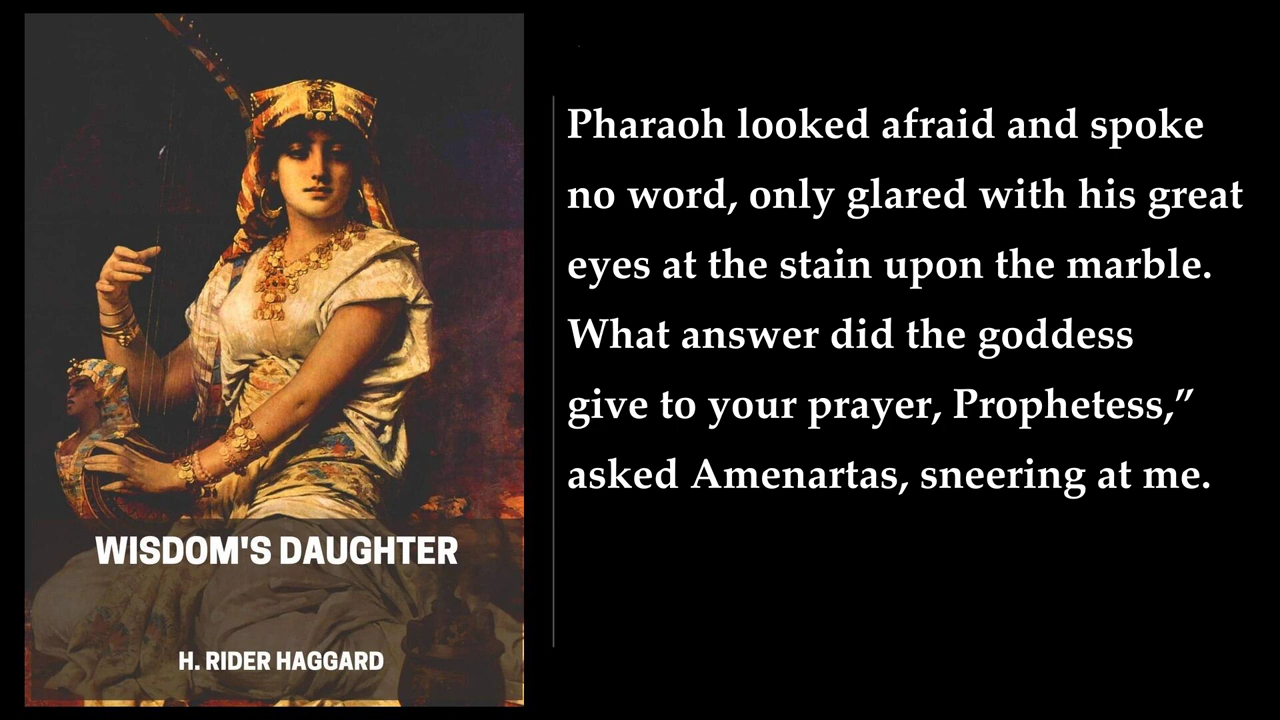 WISDOM'S DAUGHTER
H. RIDER HAGGARD
Pharaoh looked afraid and spoke
no word, only glared with his great
eyes at the stain upon the marble.
What answer did the goddess
give to your prayer, Prophetess,”
asked Amenartas, sneering at me.